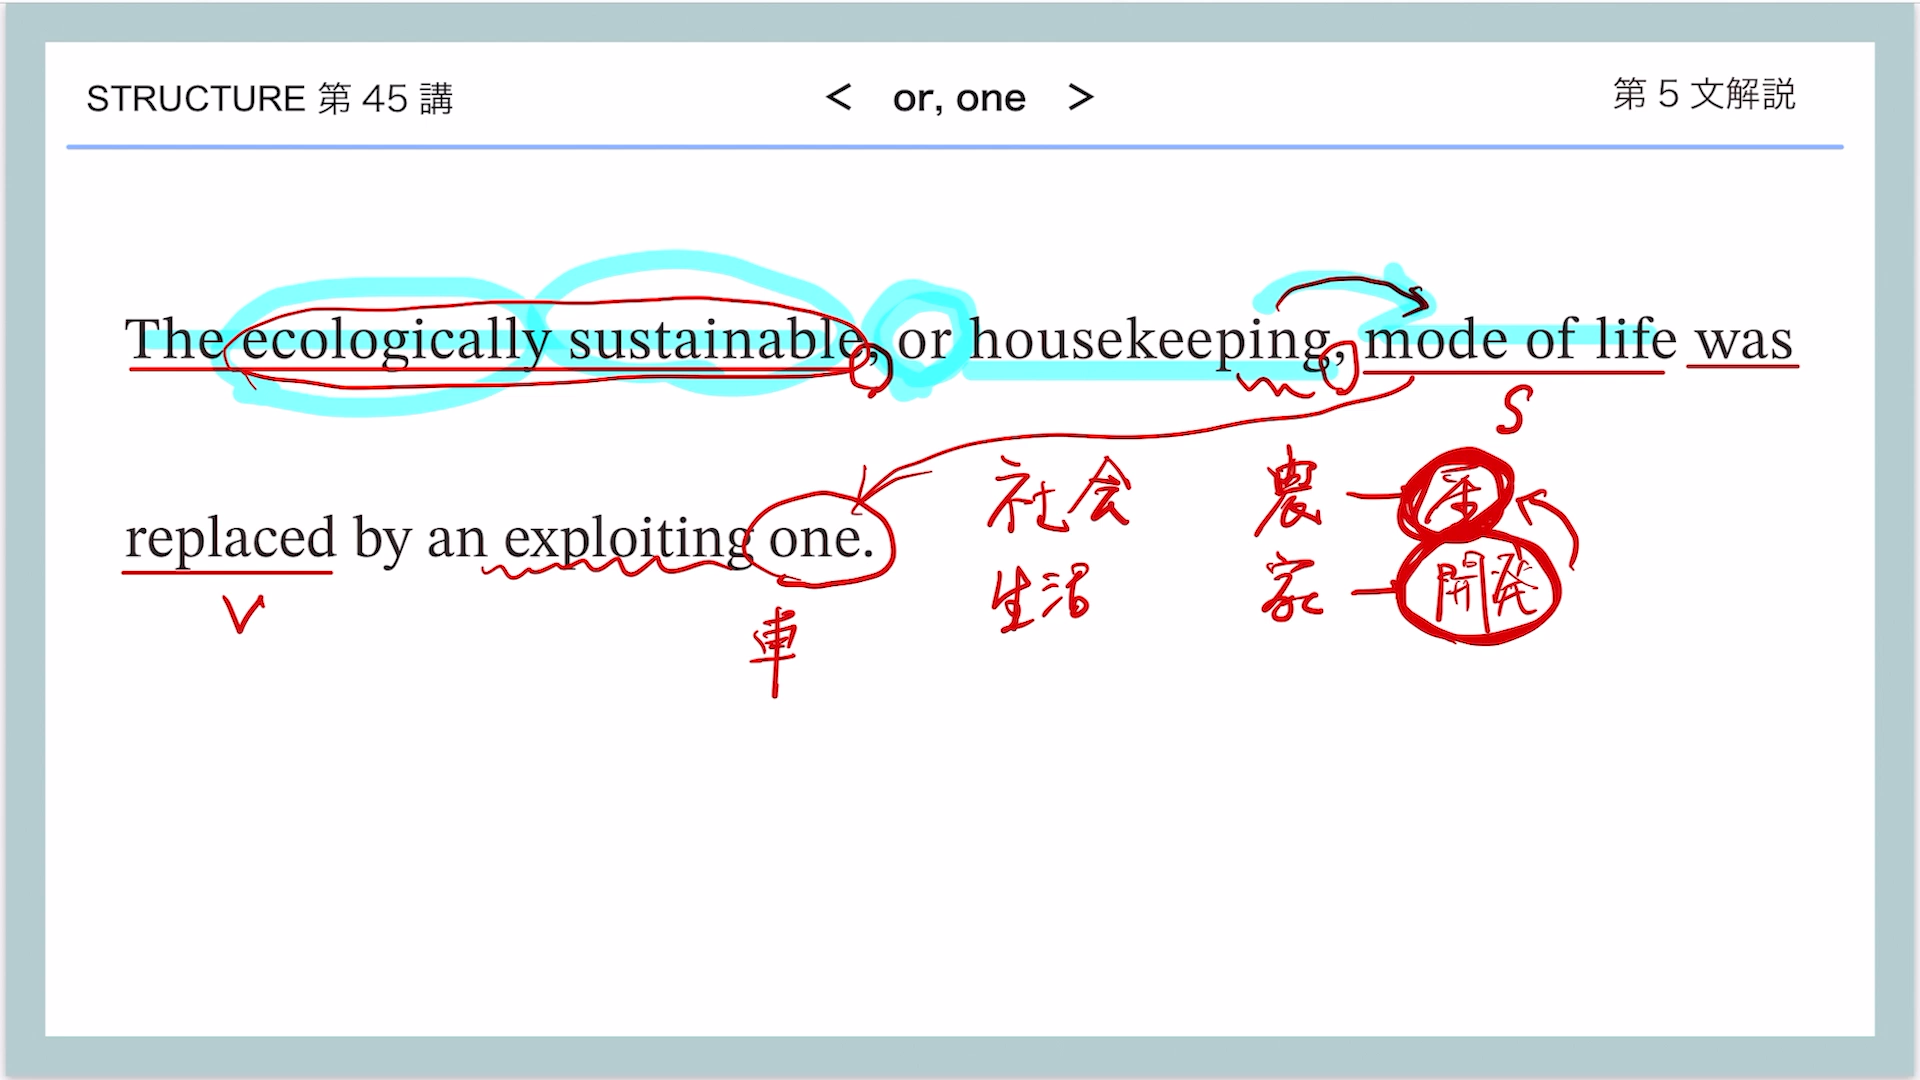 STRUCTURE 第 45 講
< or, one >
第 5 文解説
The ecologically sustainable, or housekeeping, mode of life was
S
replaced by an exploiting one.
V
車
社会
生活
農
産
家
開発